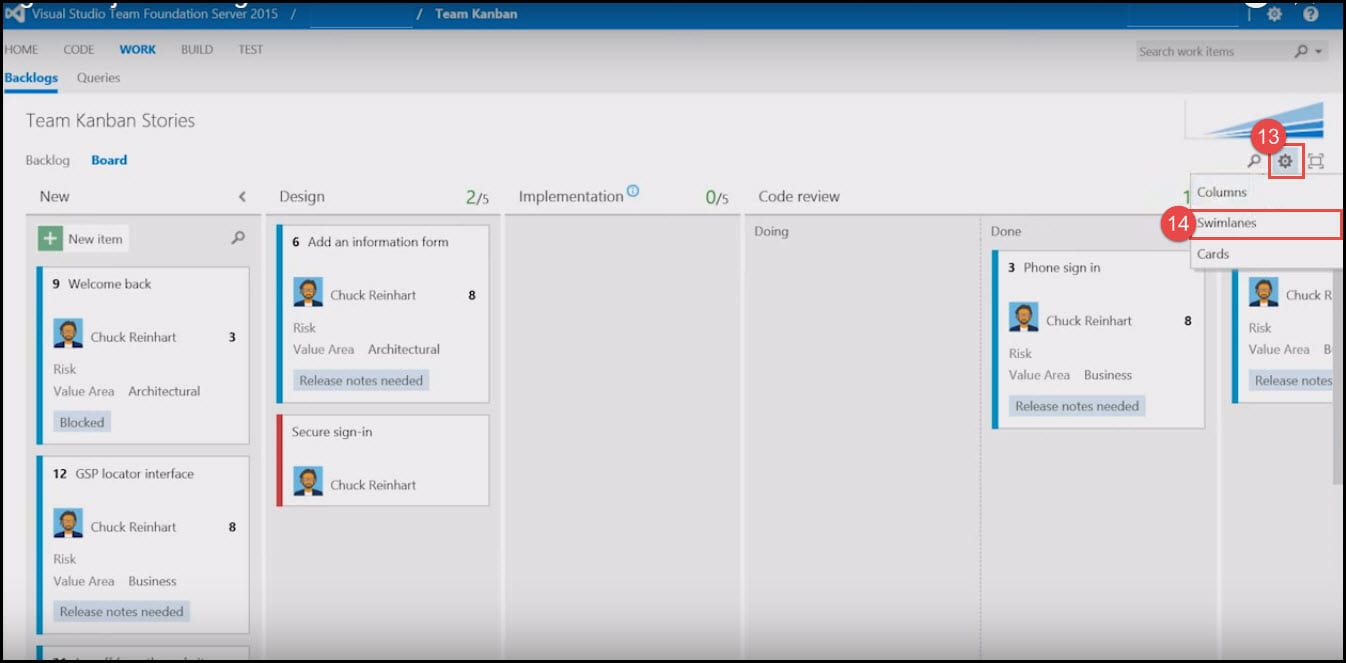 Visual Studio Team Foundation Server 2015 / / Team Kanban
HOME CODE WORK BUILD TEST
Search work items
Backlogs Queries
Team Kanban Stories
13
Backlog Board
Columns
14 Swimlanes
Cards
New
New item
9 Welcome back
Chuck Reinhart 3
Risk
Value Area Architectural
Blocked
12 GSP locator interface
Chuck Reinhart 8
Risk
Value Area Business
Release notes needed
Design 2/5
6 Add an information form
Chuck Reinhart 8
Risk
Value Area Architectural
Release notes needed
Secure sign-in
Chuck Reinhart
Implementation 0/5
Code review 1
Doing
Done
3 Phone sign in
Chuck Reinhart 8
Risk
Value Area Business
Release notes needed
Chuck R
Risk
Value Area B
Release notes